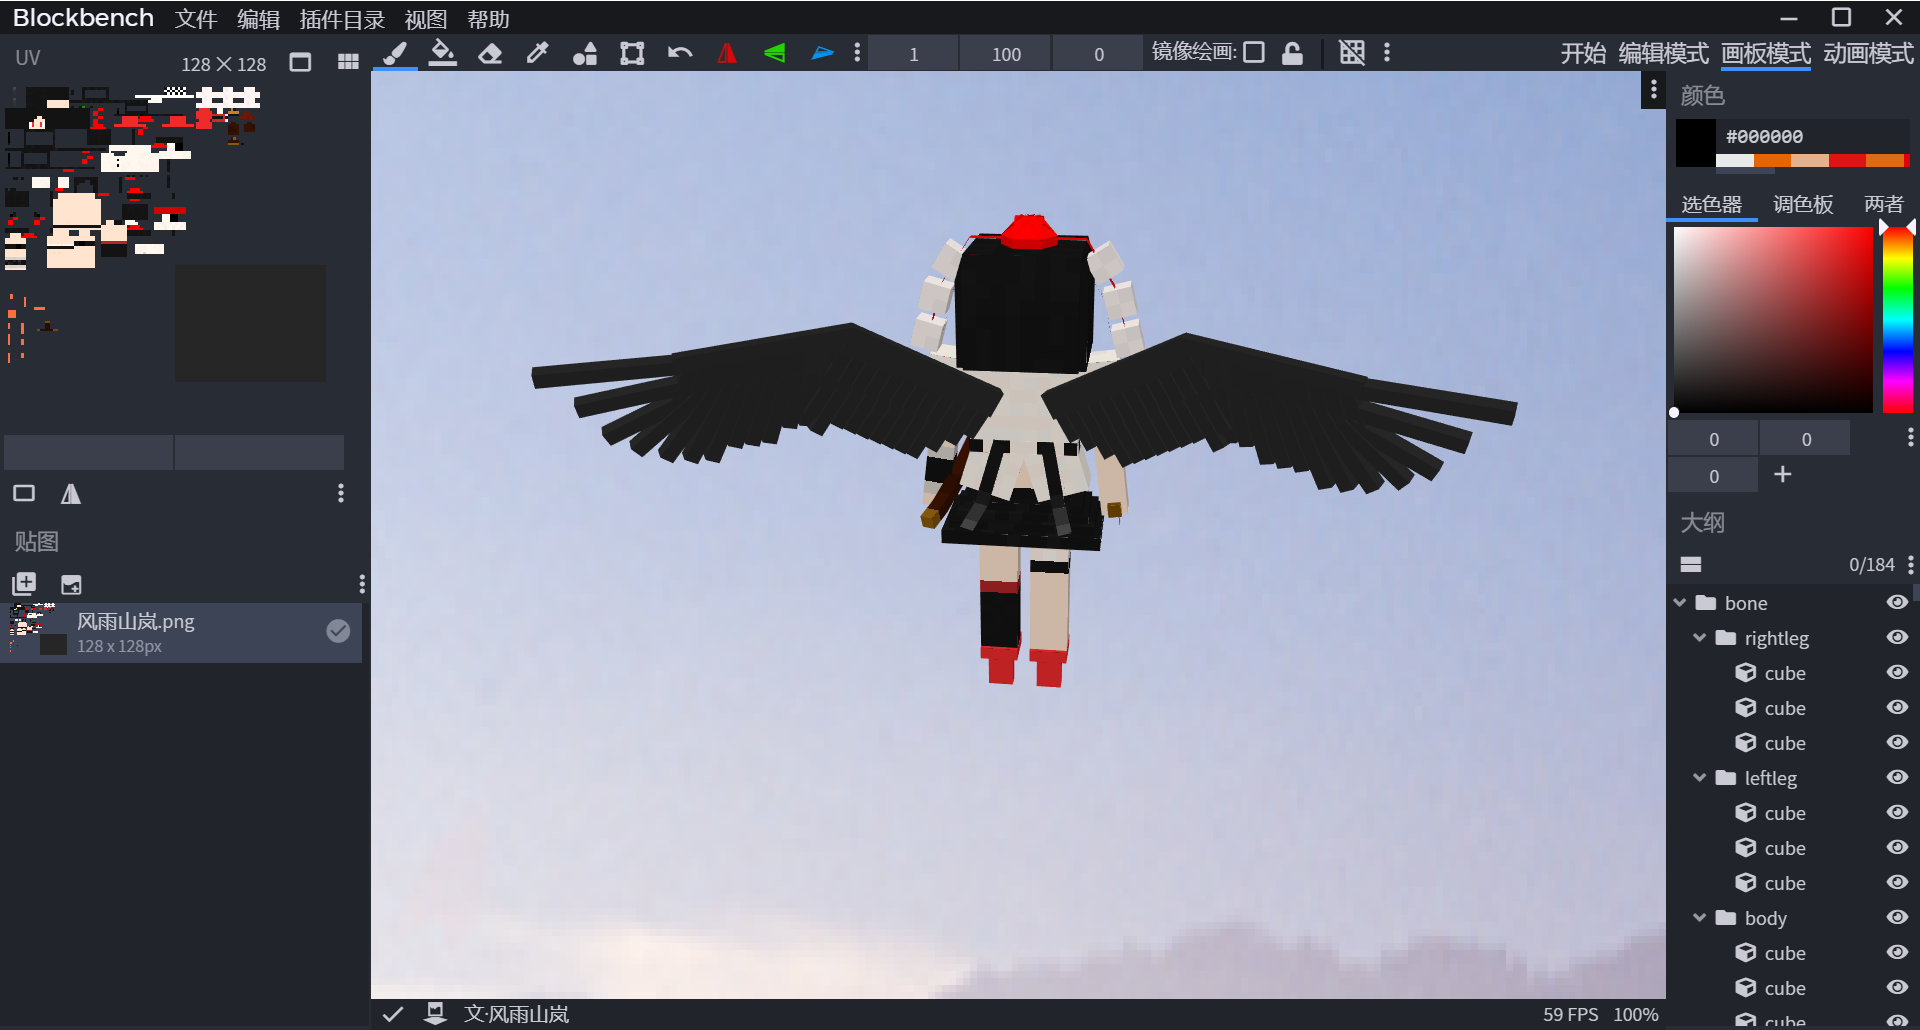 Blockbench 文件 编辑 插件目录 视图 帮助
UV
128×128
1 100 0 镜像绘画:
开始 编辑模式 画板模式 动画模式
颜色
#000000
选色器 调色板 两者
0 0
0
大纲
0/184
bone
rightleg
cube
cube
cube
leftleg
cube
cube
cube
body
cube
cube
cube
贴图
风雨山岚.png
128 x 128px
文·风雨山岚
59 FPS 100%